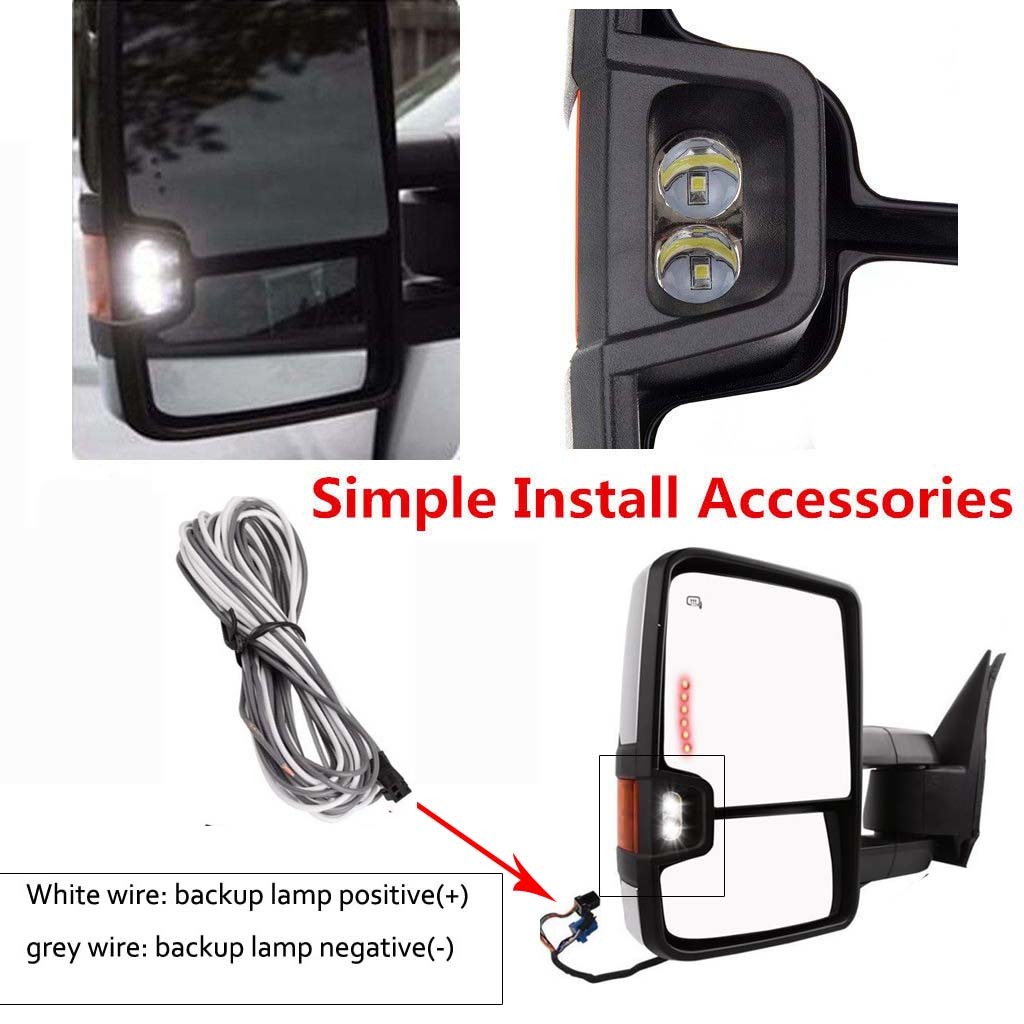 Simple Install Accessories
White wire: backup lamp positive(+)
grey wire: backup lamp negative(-)